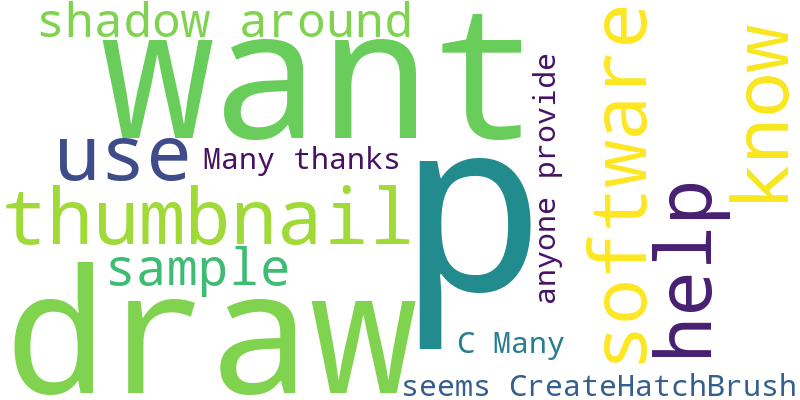 shadow around
want
use
Many thanks
thumbnail
sample
draw
p
anyone provide
C Many
seems CreateHatchBrush
software
help
know